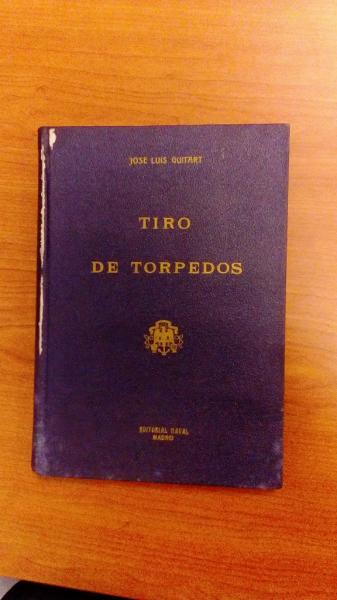 JOSE LUIS GUITART
TIRO
DE TORPEDOS
EDITORIAL NAVAL
MADRID